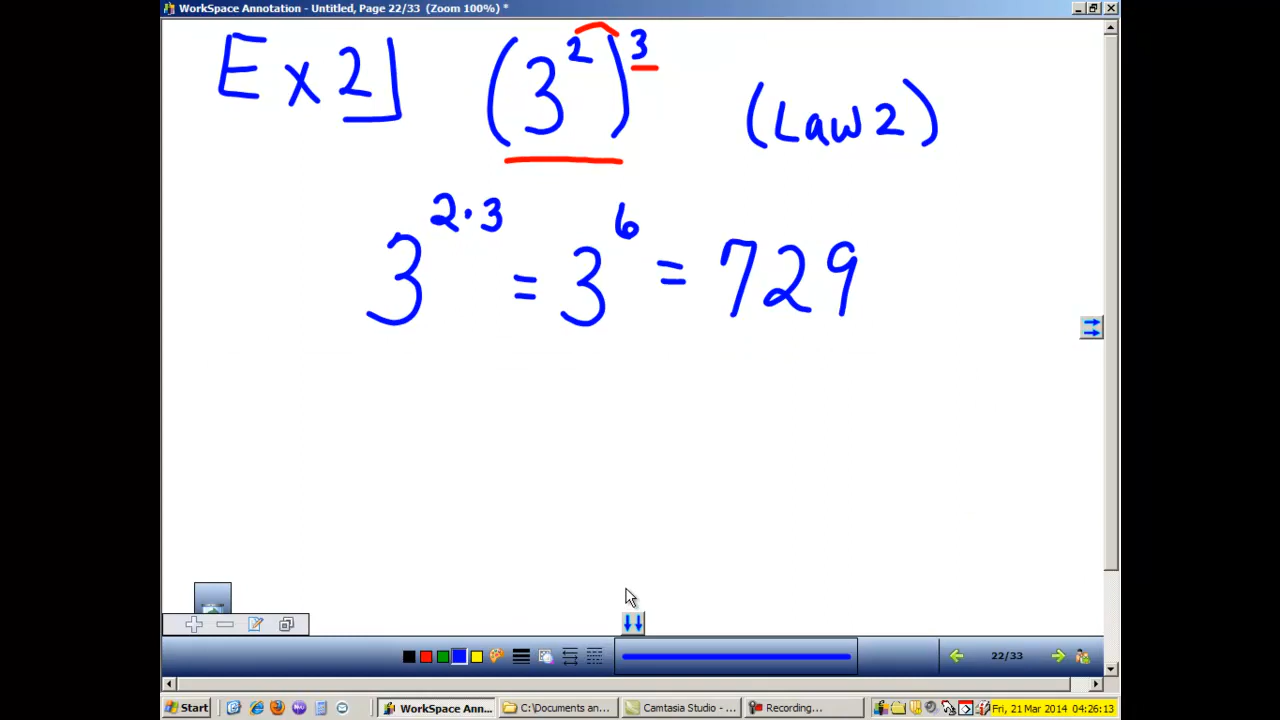 WorkSpace Annotation - Untitled, Page 22/33 (Zoom 100%) *
Ex 2] (3²)³ (Law 2)
3^{2·3} = 3⁶ = 729
22/33
Start WorkSpace Ann... C:\Documents an... Camtasia Studio - ... Recording... Fri, 21 Mar 2014 04:26:13